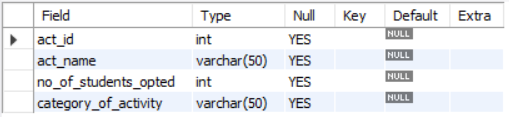 Field Type Null Key Default Extra
act_id int YES NULL
act_name varchar(50) YES NULL
no_of_students_opted int YES NULL
category_of_activity varchar(50) YES NULL